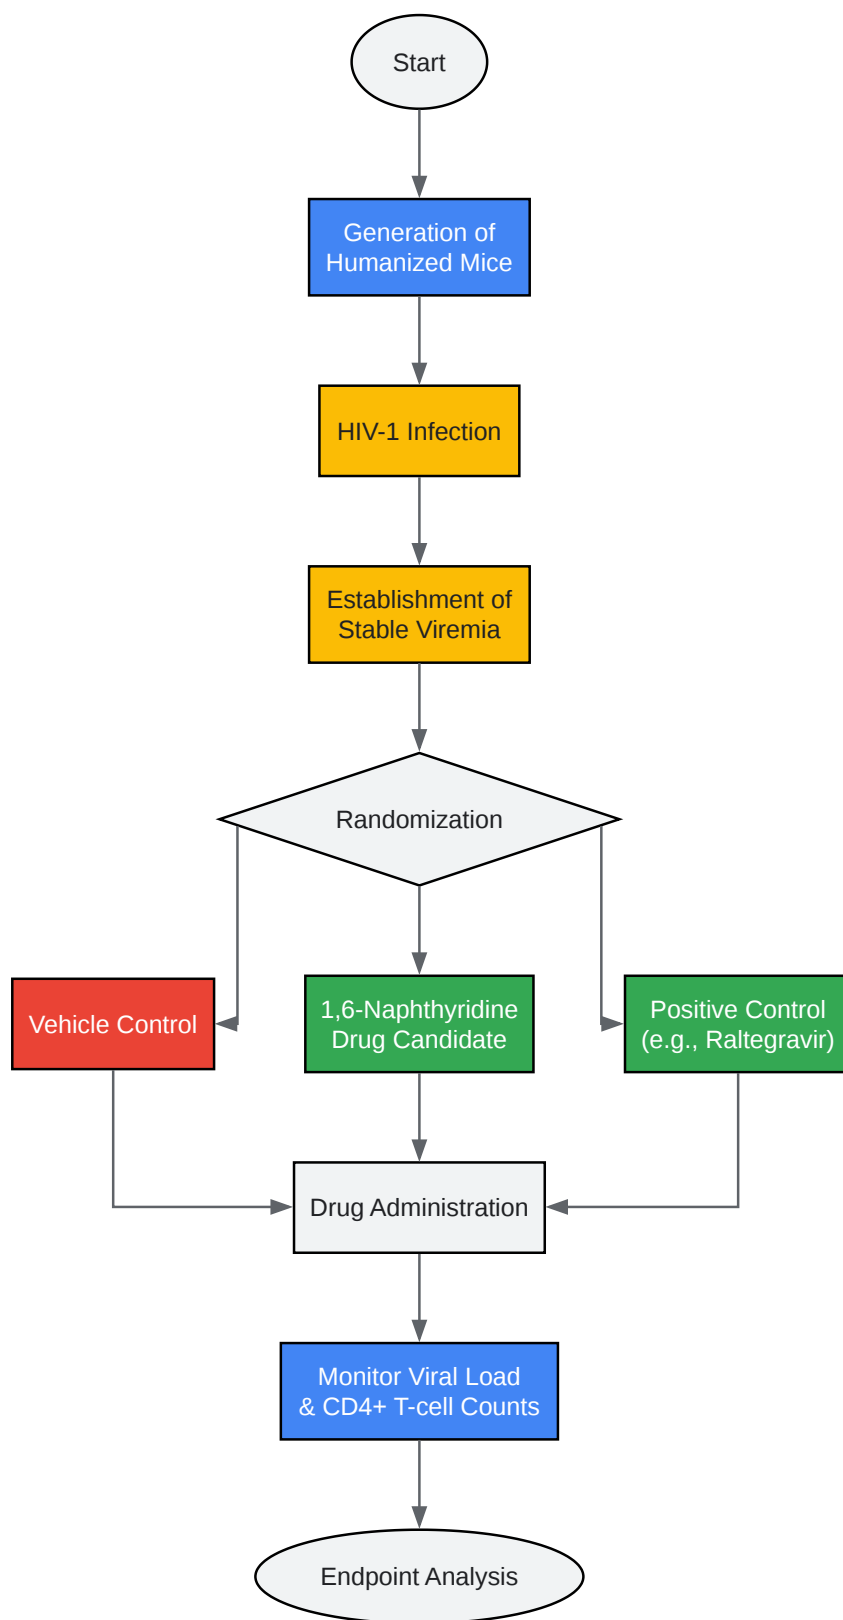 Start
Generation of
Humanized Mice
HIV-1 Infection
Establishment of
Stable Viremia
Randomization
Vehicle Control
1,6-Naphthyridine
Drug Candidate
Positive Control
(e.g., Raltegravir)
Drug Administration
Monitor Viral Load
& CD4+ T-cell Counts
Endpoint Analysis